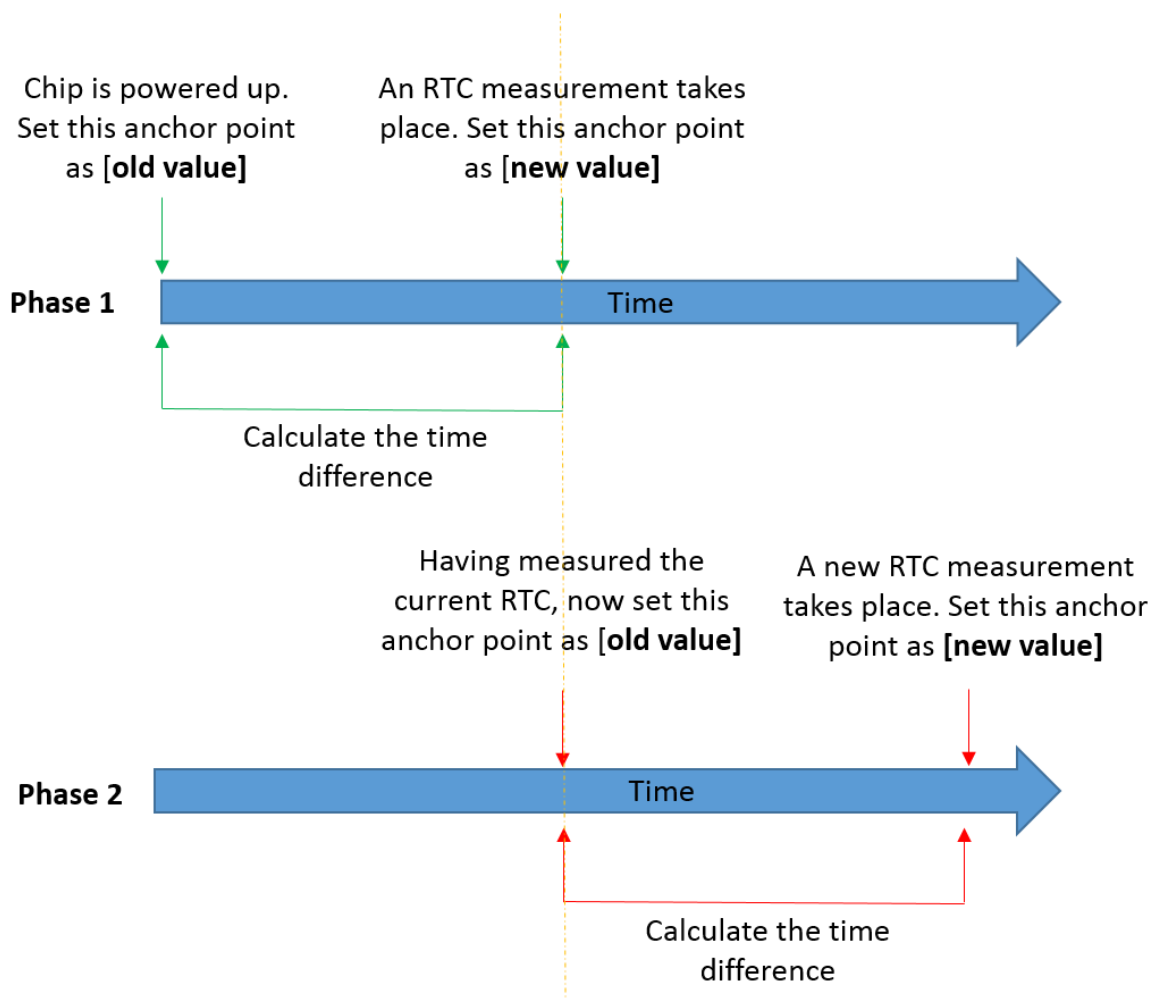 Chip is powered up.
Set this anchor point
as [old value]
An RTC measurement takes
place. Set this anchor point
as [new value]
Phase 1
Time
Calculate the time
difference
Having measured the
current RTC, now set this
anchor point as [old value]
A new RTC measurement
takes place. Set this anchor
point as [new value]
Phase 2
Time
Calculate the time
difference